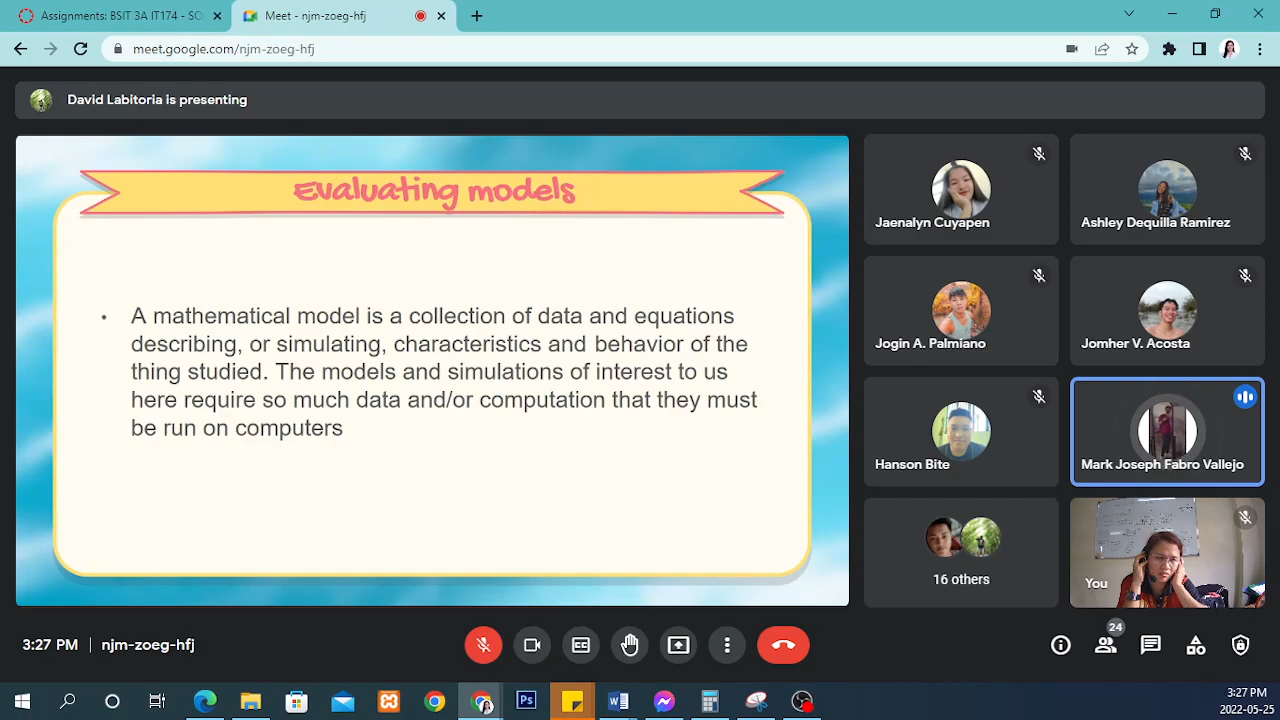 Assignments: BSIT 3A IT174 - SO
Meet - njm-zoeg-hfj
meet.google.com/njm-zoeg-hfj
David Labitoria is presenting
Evaluating models
• A mathematical model is a collection of data and equations
describing, or simulating, characteristics and behavior of the
thing studied. The models and simulations of interest to us
here require so much data and/or computation that they must
be run on computers
Jaenalyn Cuyapen
Ashley Dequilla Ramirez
Jogin A. Palmiano
Jomher V. Acosta
Hanson Bite
Mark Joseph Fabro Vallejo
16 others
You
3:27 PM | njm-zoeg-hfj
CC
24
Ps
W
3:27 PM
2022-05-25